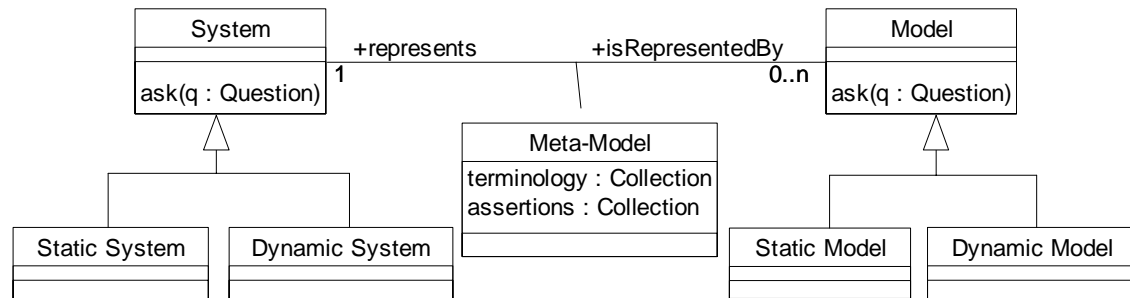 System
Model
+represents
+isRepresentedBy
1
0..n
ask(q : Question)
ask(q : Question)
Meta-Model
terminology : Collection
assertions : Collection
Static System
Dynamic System
Static Model
Dynamic Model